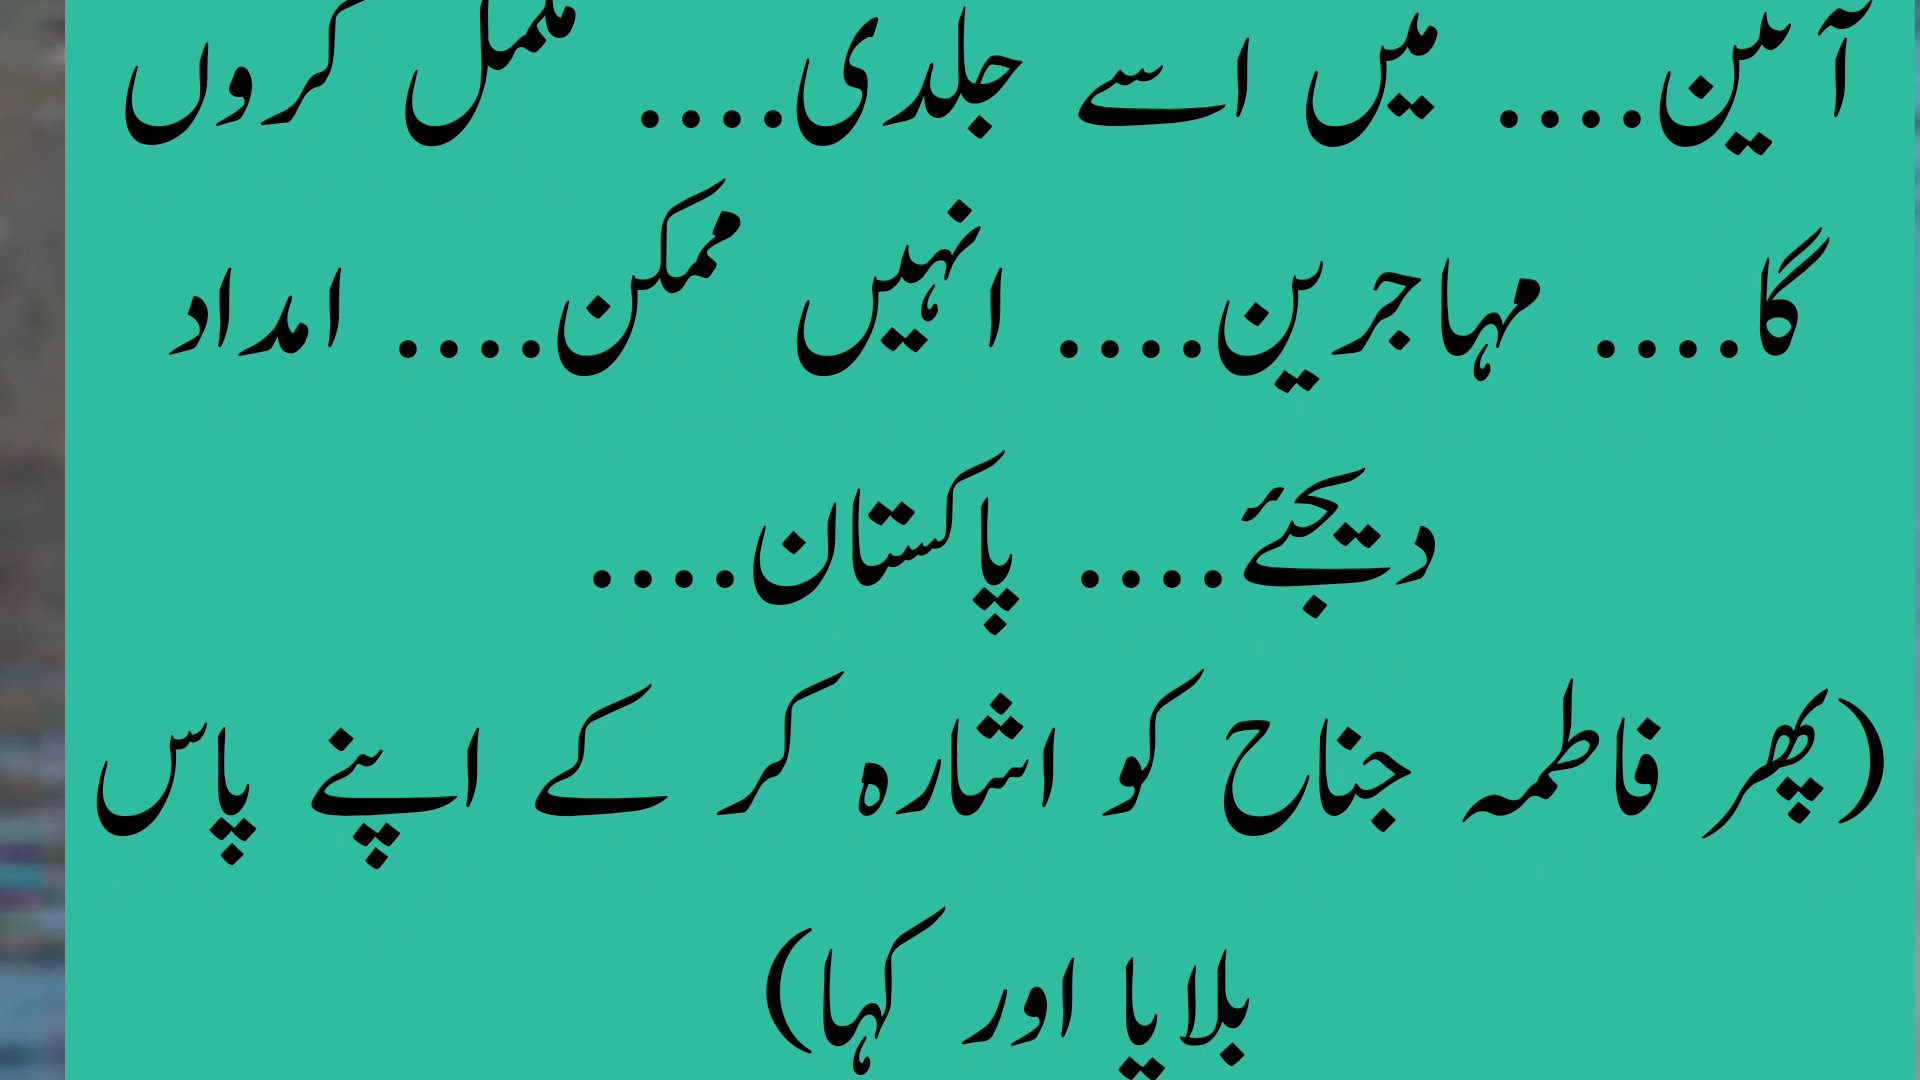 آئین.... میں اسے جلدی.... مکمل کروں
گا.... مہاجرین.... انہیں ممکن.... امداد
دیجئے.... پاکستان....
(پھر فاطمہ جناح کو اشارہ کر کے اپنے پاس
بلایا اور کہا)